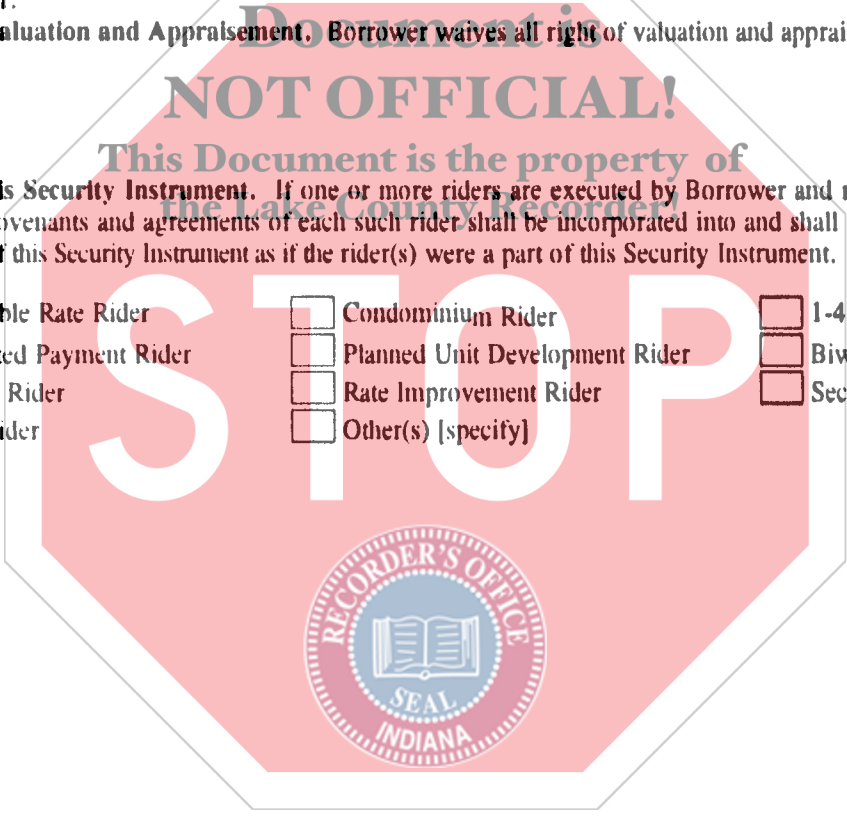 Document is
aluation and Appraisement. Borrower waives all right of valuation and apprai
NOT OFFICIAL!
This Document is the property of
is Security Instrument. If one or more riders are executed by Borrower and
the Lake County Recorder!
ovenants and agreements of each such rider shall be incorporated into and shall
this Security Instrument as if the rider(s) were a part of this Security Instrument.
ble Rate Rider Condominium Rider 1-4
ed Payment Rider Planned Unit Development Rider Biw
Rider Rate Improvement Rider Sec
ider Other(s) [specify]
STOP
RECORDER'S OFFICE
SEAL
INDIANA